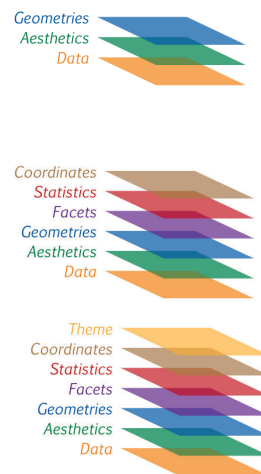 Geometries
Aesthetics
Data
Coordinates
Statistics
Facets
Geometries
Aesthetics
Data
Theme
Coordinates
Statistics
Facets
Geometries
Aesthetics
Data